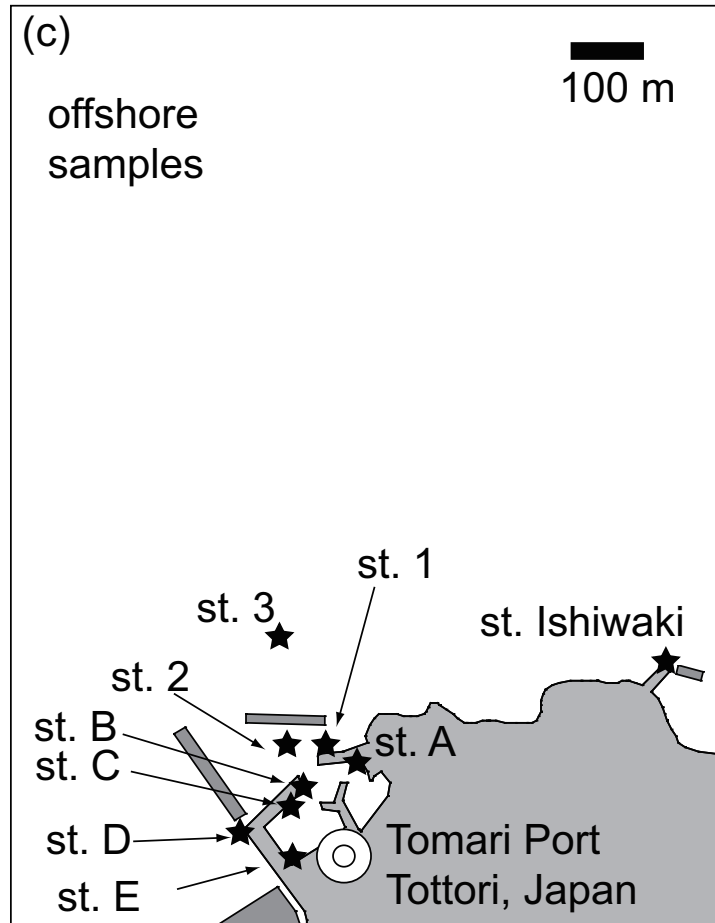 (c)
100 m
offshore
samples
st. 1
st. 3
st. Ishiwaki
st. 2
st. B
st. A
st. C
st. D
Tomari Port
st. E
Tottori, Japan